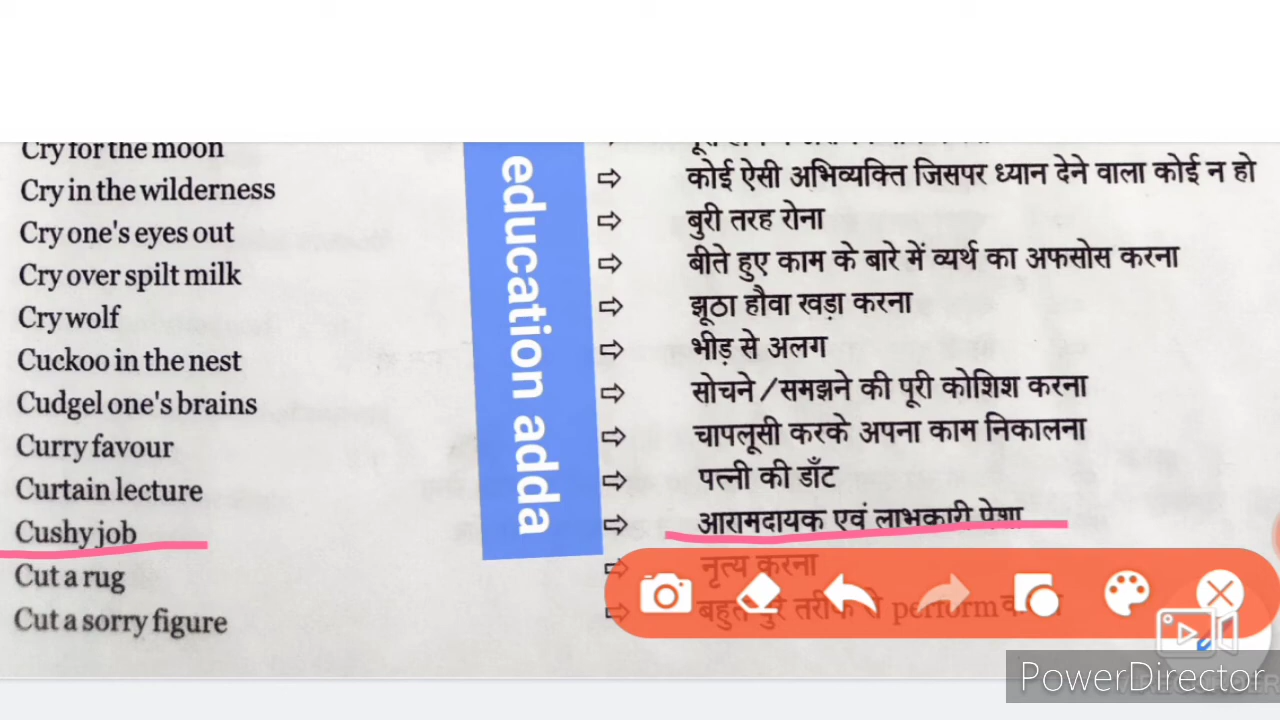 Cry for the moon
Cry in the wilderness ⇨ कोई ऐसी अभिव्यक्ति जिसपर ध्यान देने वाला कोई न हो
Cry one's eyes out ⇨ बुरी तरह रोना
Cry over spilt milk ⇨ बीते हुए काम के बारे में व्यर्थ का अफसोस करना
Cry wolf ⇨ झूठा हौवा खड़ा करना
Cuckoo in the nest ⇨ भीड़ से अलग
Cudgel one's brains ⇨ सोचने/समझने की पूरी कोशिश करना
Curry favour ⇨ चापलूसी करके अपना काम निकालना
Curtain lecture ⇨ पत्नी की डाँट
Cushy job ⇨ आरामदायक एवं लाभकारी पेशा
Cut a rug ⇨ नृत्य करना
Cut a sorry figure ⇨ बहुत बुरे तरीके से perform
education adda
PowerDirector